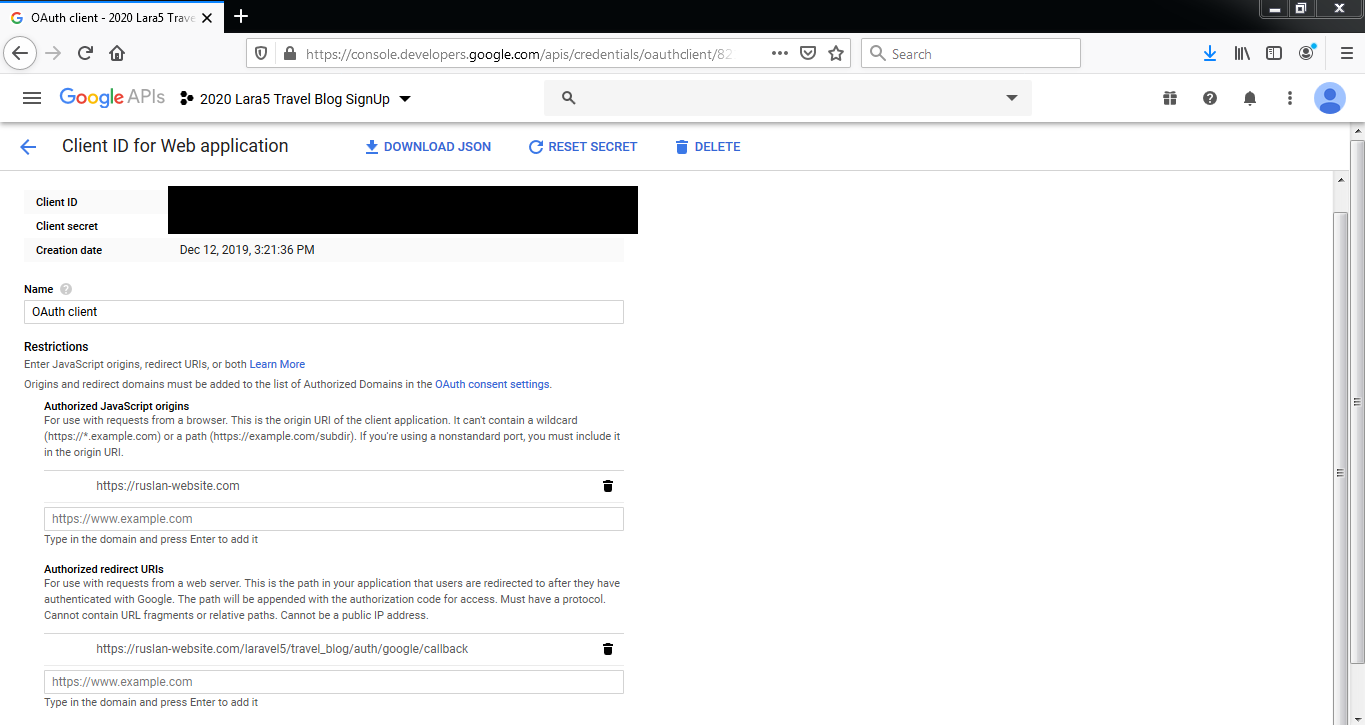 OAuth client - 2020 Lara5 Trave
https://console.developers.google.com/apis/credentials/oauthclient/82
Search
Google APIs
2020 Lara5 Travel Blog SignUp
Client ID for Web application
DOWNLOAD JSON
RESET SECRET
DELETE
Client ID
Client secret
Creation date Dec 12, 2019, 3:21:36 PM
Name
OAuth client
Restrictions
Enter JavaScript origins, redirect URIs, or both Learn More
Origins and redirect domains must be added to the list of Authorized Domains in the OAuth consent settings.
Authorized JavaScript origins
For use with requests from a browser. This is the origin URI of the client application. It can't contain a wildcard
(https://*.example.com) or a path (https://example.com/subdir). If you're using a nonstandard port, you must include it
in the origin URI.
https://ruslan-website.com
https://www.example.com
Type in the domain and press Enter to add it
Authorized redirect URIs
For use with requests from a web server. This is the path in your application that users are redirected to after they have
authenticated with Google. The path will be appended with the authorization code for access. Must have a protocol.
Cannot contain URL fragments or relative paths. Cannot be a public IP address.
https://ruslan-website.com/laravel5/travel_blog/auth/google/callback
https://www.example.com
Type in the domain and press Enter to add it